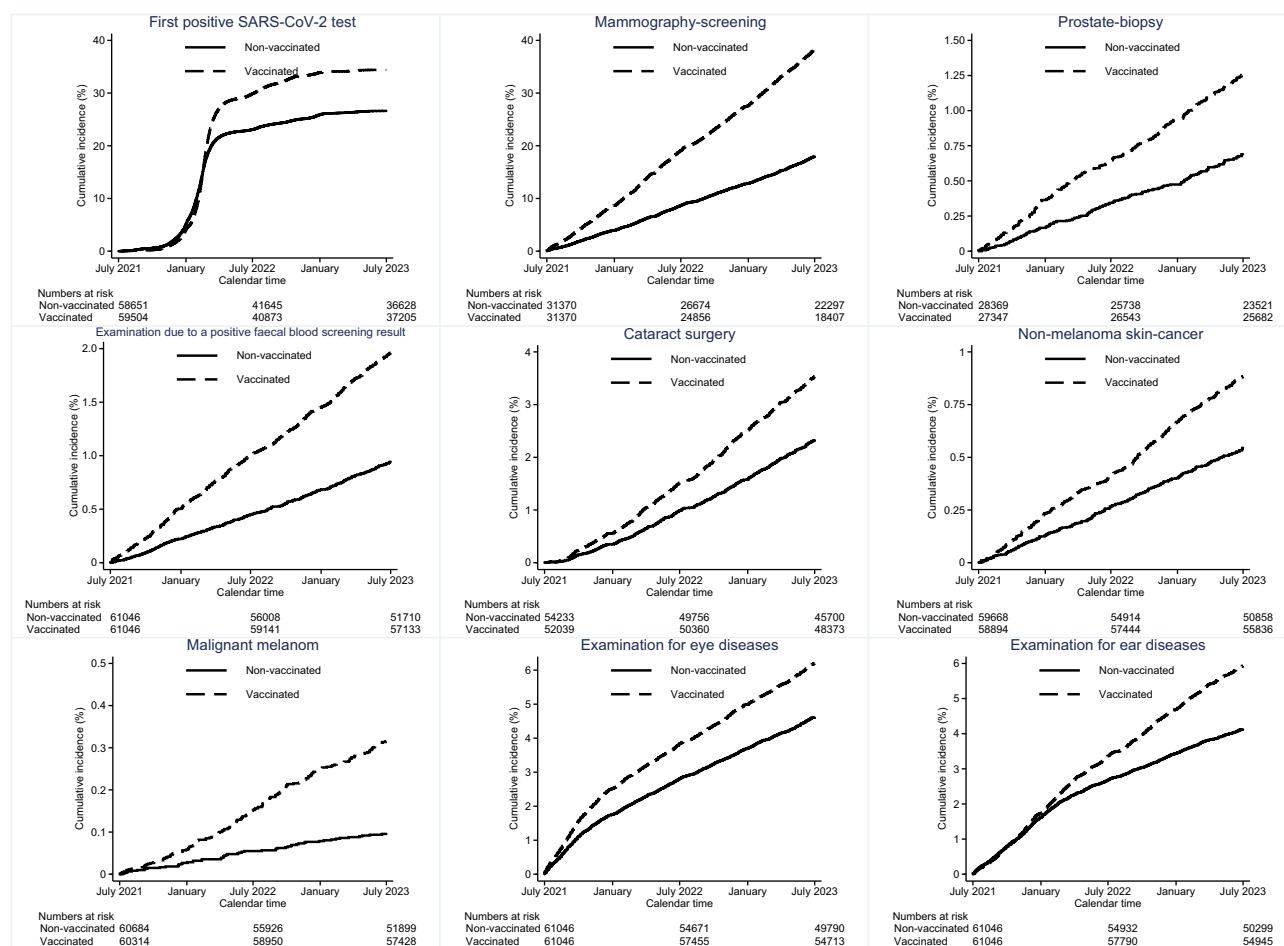 First positive SARS-CoV-2 test
40
30
20
10
0
Cumulative incidence (%)
Non-vaccinated
Vaccinated
July 2021 January July 2022 January July 2023
Calendar time
Numbers at risk
Non-vaccinated 58651 41645 36628
Vaccinated 59504 40873 37205
Mammography-screening
40
30
20
10
0
Cumulative incidence (%)
Non-vaccinated
Vaccinated
July 2021 January July 2022 January July 2023
Calendar time
Numbers at risk
Non-vaccinated 31370 26674 22297
Vaccinated 31370 24856 18407
Prostate-biopsy
1.50
1.25
1.00
0.75
0.50
0.25
0
Cumulative incidence (%)
Non-vaccinated
Vaccinated
July 2021 January July 2022 January July 2023
Calendar time
Numbers at risk
Non-vaccinated 28369 25738 23521
Vaccinated 27347 26543 25682
Examination due to a positive faecal blood screening result
2.0
1.5
1.0
0.5
0
Cumulative incidence (%)
Non-vaccinated
Vaccinated
July 2021 January July 2022 January July 2023
Calendar time
Numbers at risk
Non-vaccinated 61046 56008 51710
Vaccinated 61046 59141 57133
Cataract surgery
4
3
2
1
0
Cumulative incidence (%)
Non-vaccinated
Vaccinated
July 2021 January July 2022 January July 2023
Calendar time
Numbers at risk
Non-vaccinated 54233 49756 45700
Vaccinated 52039 50360 48373
Non-melanoma skin-cancer
1
0.75
0.5
0.25
0
Cumulative incidence (%)
Non-vaccinated
Vaccinated
July 2021 January July 2022 January July 2023
Calendar time
Numbers at risk
Non-vaccinated 59668 54914 50858
Vaccinated 58894 57444 55836
Malignant melanom
0.5
0.4
0.3
0.2
0.1
0
Cumulative incidence (%)
Non-vaccinated
Vaccinated
July 2021 January July 2022 January July 2023
Calendar time
Numbers at risk
Non-vaccinated 60684 55926 51899
Vaccinated 60314 58950 57428
Examination for eye diseases
6
5
4
3
2
1
0
Cumulative incidence (%)
Non-vaccinated
Vaccinated
July 2021 January July 2022 January July 2023
Calendar time
Numbers at risk
Non-vaccinated 61046 54671 49790
Vaccinated 61046 57455 54713
Examination for ear diseases
6
5
4
3
2
1
0
Cumulative incidence (%)
Non-vaccinated
Vaccinated
July 2021 January July 2022 January July 2023
Calendar time
Numbers at risk
Non-vaccinated 61046 54932 50299
Vaccinated 61046 57790 54945